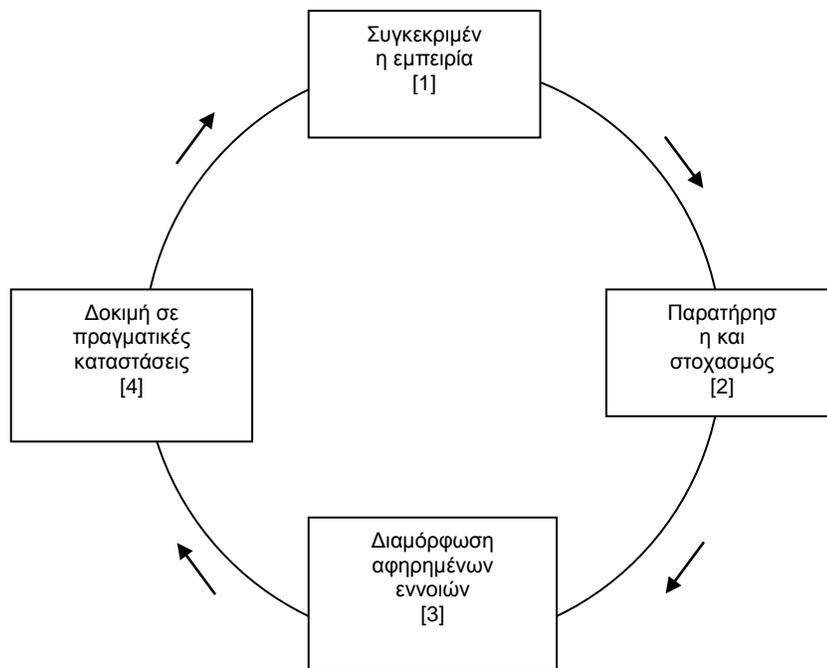 Συγκεκριμέν
η εμπειρία
[1]
Παρατήρησ
η και
στοχασμός
[2]
Διαμόρφωση
αφηρημένων
εννοιών
[3]
Δοκιμή σε
πραγματικές
καταστάσεις
[4]